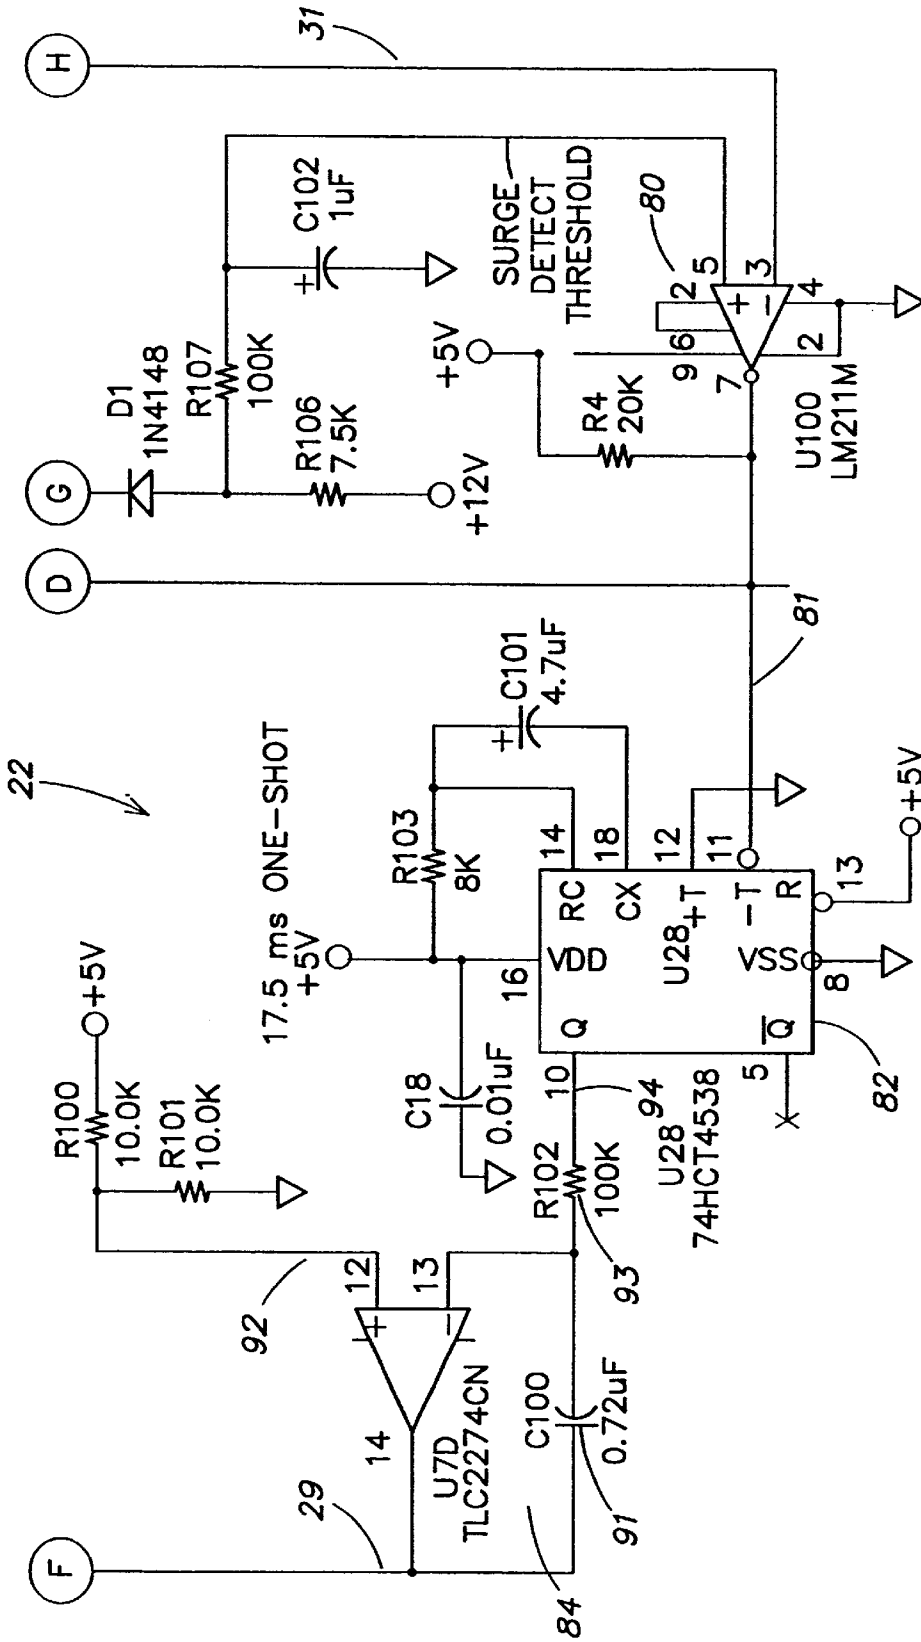 F
29
84
14
U7D
TLC2274CN
C100
0.72uF
91
92
12
13
+
−
R100
10.0K
+5V
R101
10.0K
R102
100K
93
94
10
22
17.5 ms ONE-SHOT
+5V
C18
0.01uF
R103
8K
C101
4.7uF
+
16
14
18
12
11
13
8
5
VDD
RC
CX
+T
-T
R
VSS
Q
Q̅
U28
U28
74HCT4538
82
+5V
81
D
G
D1
1N4148
R107
100K
R106
7.5K
+12V
C102
1uF
+
+5V
R4
20K
SURGE
DETECT
THRESHOLD
80
9
6
2
5
3
4
2
7
+
−
U100
LM211M
H
31